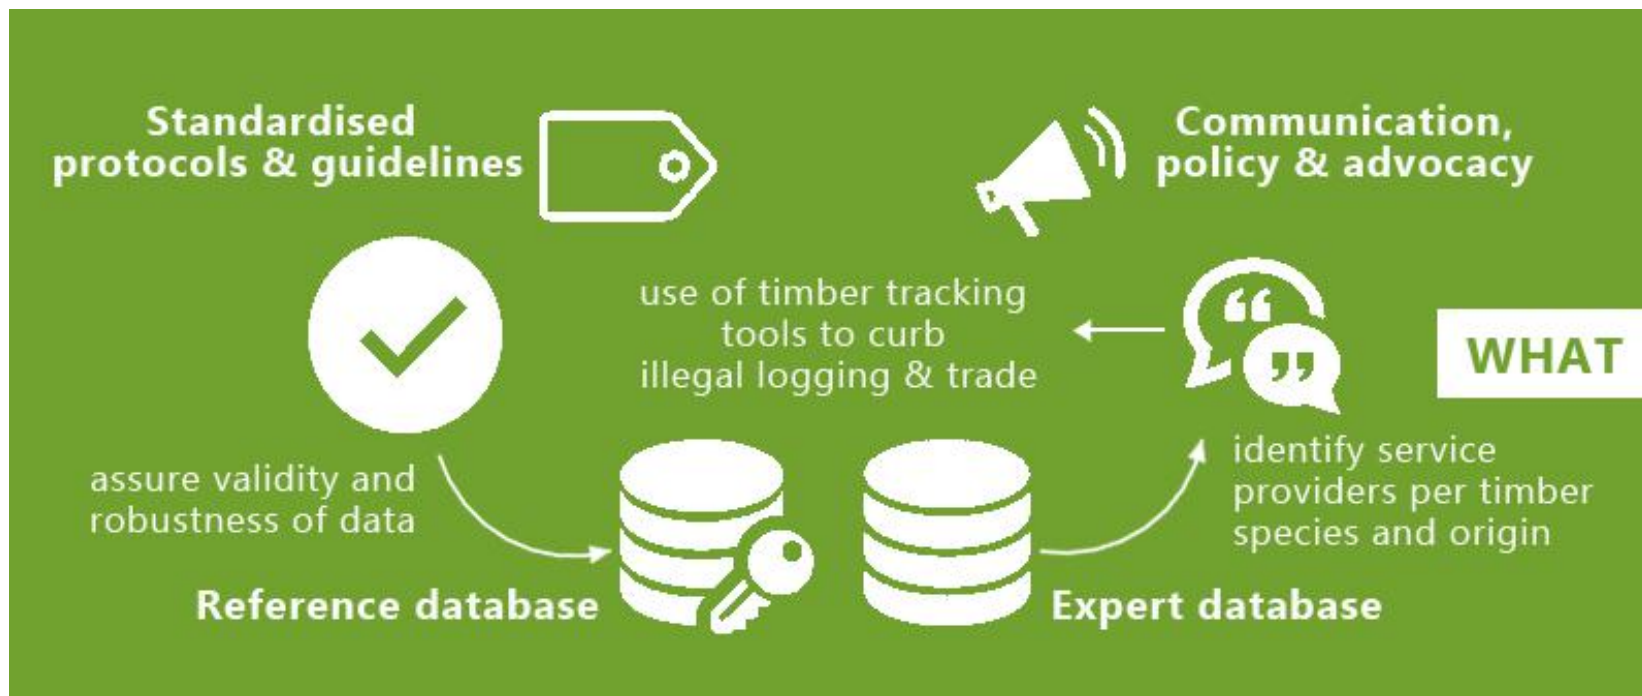 Standardised
protocols & guidelines
Communication,
policy & advocacy
use of timber tracking
tools to curb
illegal logging & trade
WHAT
assure validity and
robustness of data
identify service
providers per timber
species and origin
Reference database
Expert database